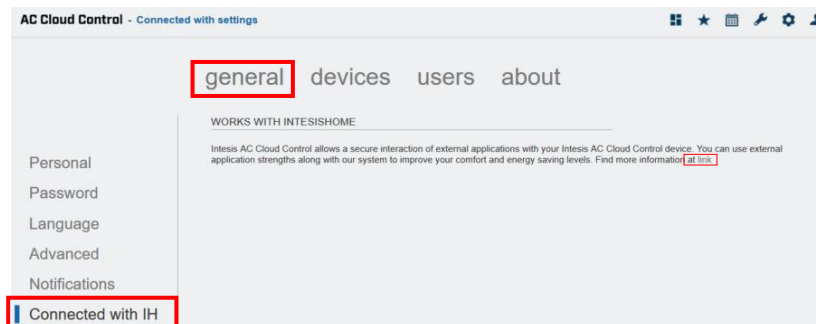 AC Cloud Control - Connected with settings
general devices users about
WORKS WITH INTESISHOME
Intesis AC Cloud Control allows a secure interaction of external applications with your Intesis AC Cloud Control device. You can use external
application strengths along with our system to improve your comfort and energy saving levels. Find more information at link
Personal
Password
Language
Advanced
Notifications
Connected with IH